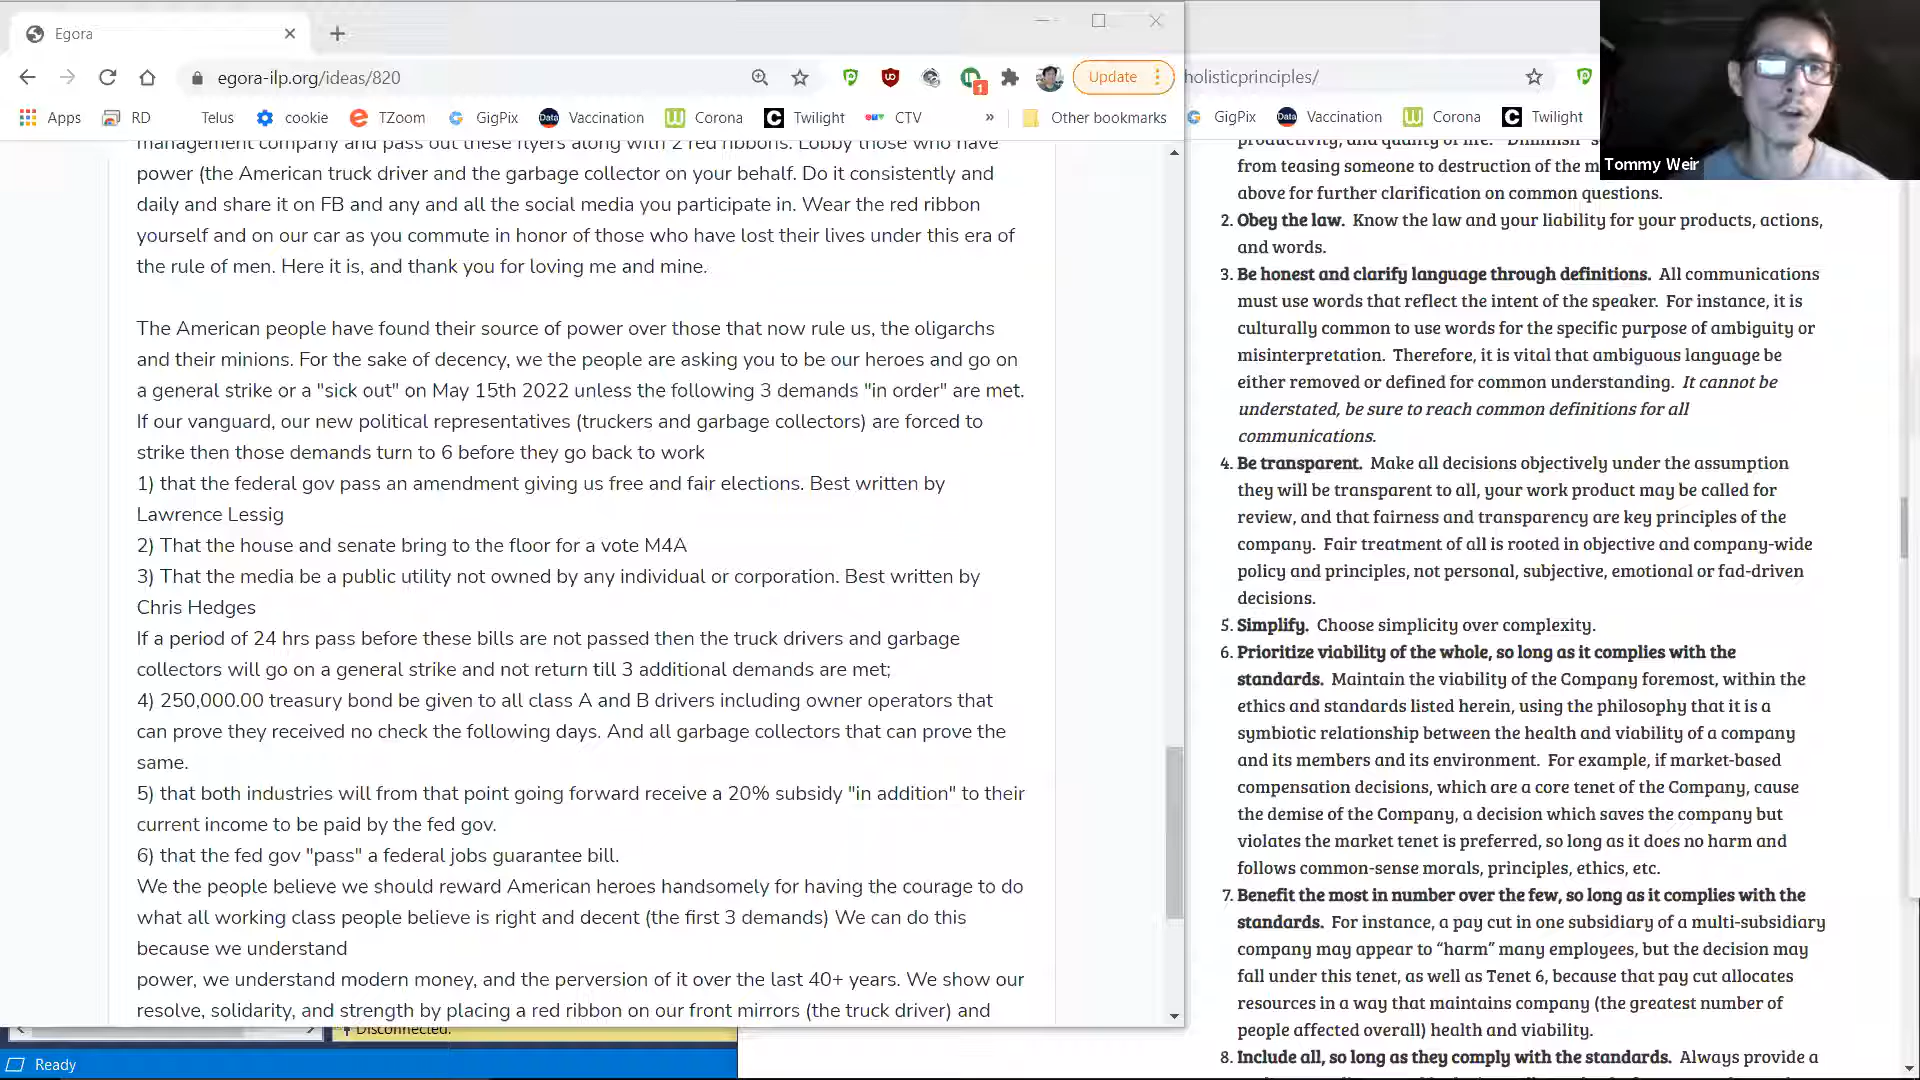 Egora
egora-ilp.org/ideas/820
Update
Apps
RD
Telus
cookie
TZoom
GigPix
Data
Vaccination
Corona
Twilight
CTV
»
Other bookmarks
management company and pass out these flyers along with 2 red ribbons. Lobby those who have
power (the American truck driver and the garbage collector on your behalf. Do it consistently and
daily and share it on FB and any and all the social media you participate in. Wear the red ribbon
yourself and on our car as you commute in honor of those who have lost their lives under this era of
the rule of men. Here it is, and thank you for loving me and mine.
The American people have found their source of power over those that now rule us, the oligarchs
and their minions. For the sake of decency, we the people are asking you to be our heroes and go on
a general strike or a "sick out" on May 15th 2022 unless the following 3 demands "in order" are met.
If our vanguard, our new political representatives (truckers and garbage collectors) are forced to
strike then those demands turn to 6 before they go back to work
1) that the federal gov pass an amendment giving us free and fair elections. Best written by
Lawrence Lessig
2) That the house and senate bring to the floor for a vote M4A
3) That the media be a public utility not owned by any individual or corporation. Best written by
Chris Hedges
If a period of 24 hrs pass before these bills are not passed then the truck drivers and garbage
collectors will go on a general strike and not return till 3 additional demands are met;
4) 250,000.00 treasury bond be given to all class A and B drivers including owner operators that
can prove they received no check the following days. And all garbage collectors that can prove the
same.
5) that both industries will from that point going forward receive a 20% subsidy "in addition" to their
current income to be paid by the fed gov.
6) that the fed gov "pass" a federal jobs guarantee bill.
We the people believe we should reward American heroes handsomely for having the courage to do
what all working class people believe is right and decent (the first 3 demands) We can do this
because we understand
power, we understand modern money, and the perversion of it over the last 40+ years. We show our
resolve, solidarity, and strength by placing a red ribbon on our front mirrors (the truck driver) and
Disconnected.
Ready
holisticprinciples/
GigPix
Data
Vaccination
Corona
Twilight
Tommy Weir
productivity, and quality of life. "Diminish" s
from teasing someone to destruction of the m
above for further clarification on common questions.
2. Obey the law. Know the law and your liability for your products, actions,
and words.
3. Be honest and clarify language through definitions. All communications
must use words that reflect the intent of the speaker. For instance, it is
culturally common to use words for the specific purpose of ambiguity or
misinterpretation. Therefore, it is vital that ambiguous language be
either removed or defined for common understanding. It cannot be
understated, be sure to reach common definitions for all
communications.
4. Be transparent. Make all decisions objectively under the assumption
they will be transparent to all, your work product may be called for
review, and that fairness and transparency are key principles of the
company. Fair treatment of all is rooted in objective and company-wide
policy and principles, not personal, subjective, emotional or fad-driven
decisions.
5. Simplify. Choose simplicity over complexity.
6. Prioritize viability of the whole, so long as it complies with the
standards. Maintain the viability of the Company foremost, within the
ethics and standards listed herein, using the philosophy that it is a
symbiotic relationship between the health and viability of a company
and its members and its environment. For example, if market-based
compensation decisions, which are a core tenet of the Company, cause
the demise of the Company, a decision which saves the company but
violates the market tenet is preferred, so long as it does no harm and
follows common-sense morals, principles, ethics, etc.
7. Benefit the most in number over the few, so long as it complies with the
standards. For instance, a pay cut in one subsidiary of a multi-subsidiary
company may appear to “harm” many employees, but the decision may
fall under this tenet, as well as Tenet 6, because that pay cut allocates
resources in a way that maintains company (the greatest number of
people affected overall) health and viability.
8. Include all, so long as they comply with the standards. Always provide a